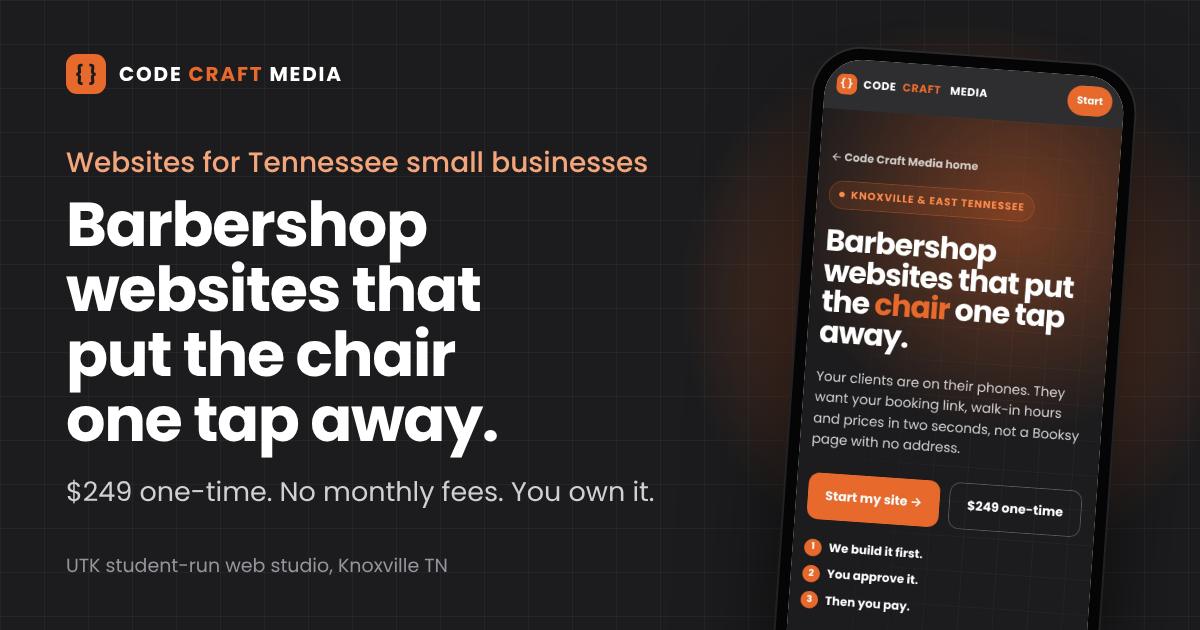 {} CODE CRAFT MEDIA
Websites for Tennessee small businesses
Barbershop
websites that
put the chair
one tap away.
$249 one-time. No monthly fees. You own it.
UTK student-run web studio, Knoxville TN
{} CODE CRAFT MEDIA
Start
← Code Craft Media home
• KNOXVILLE & EAST TENNESSEE
Barbershop
websites that put
the chair one tap
away.
Your clients are on their phones. They
want your booking link, walk-in hours
and prices in two seconds, not a Booksy
page with no address.
Start my site →
$249 one-time
1 We build it first.
2 You approve it.
3 Then you pay.